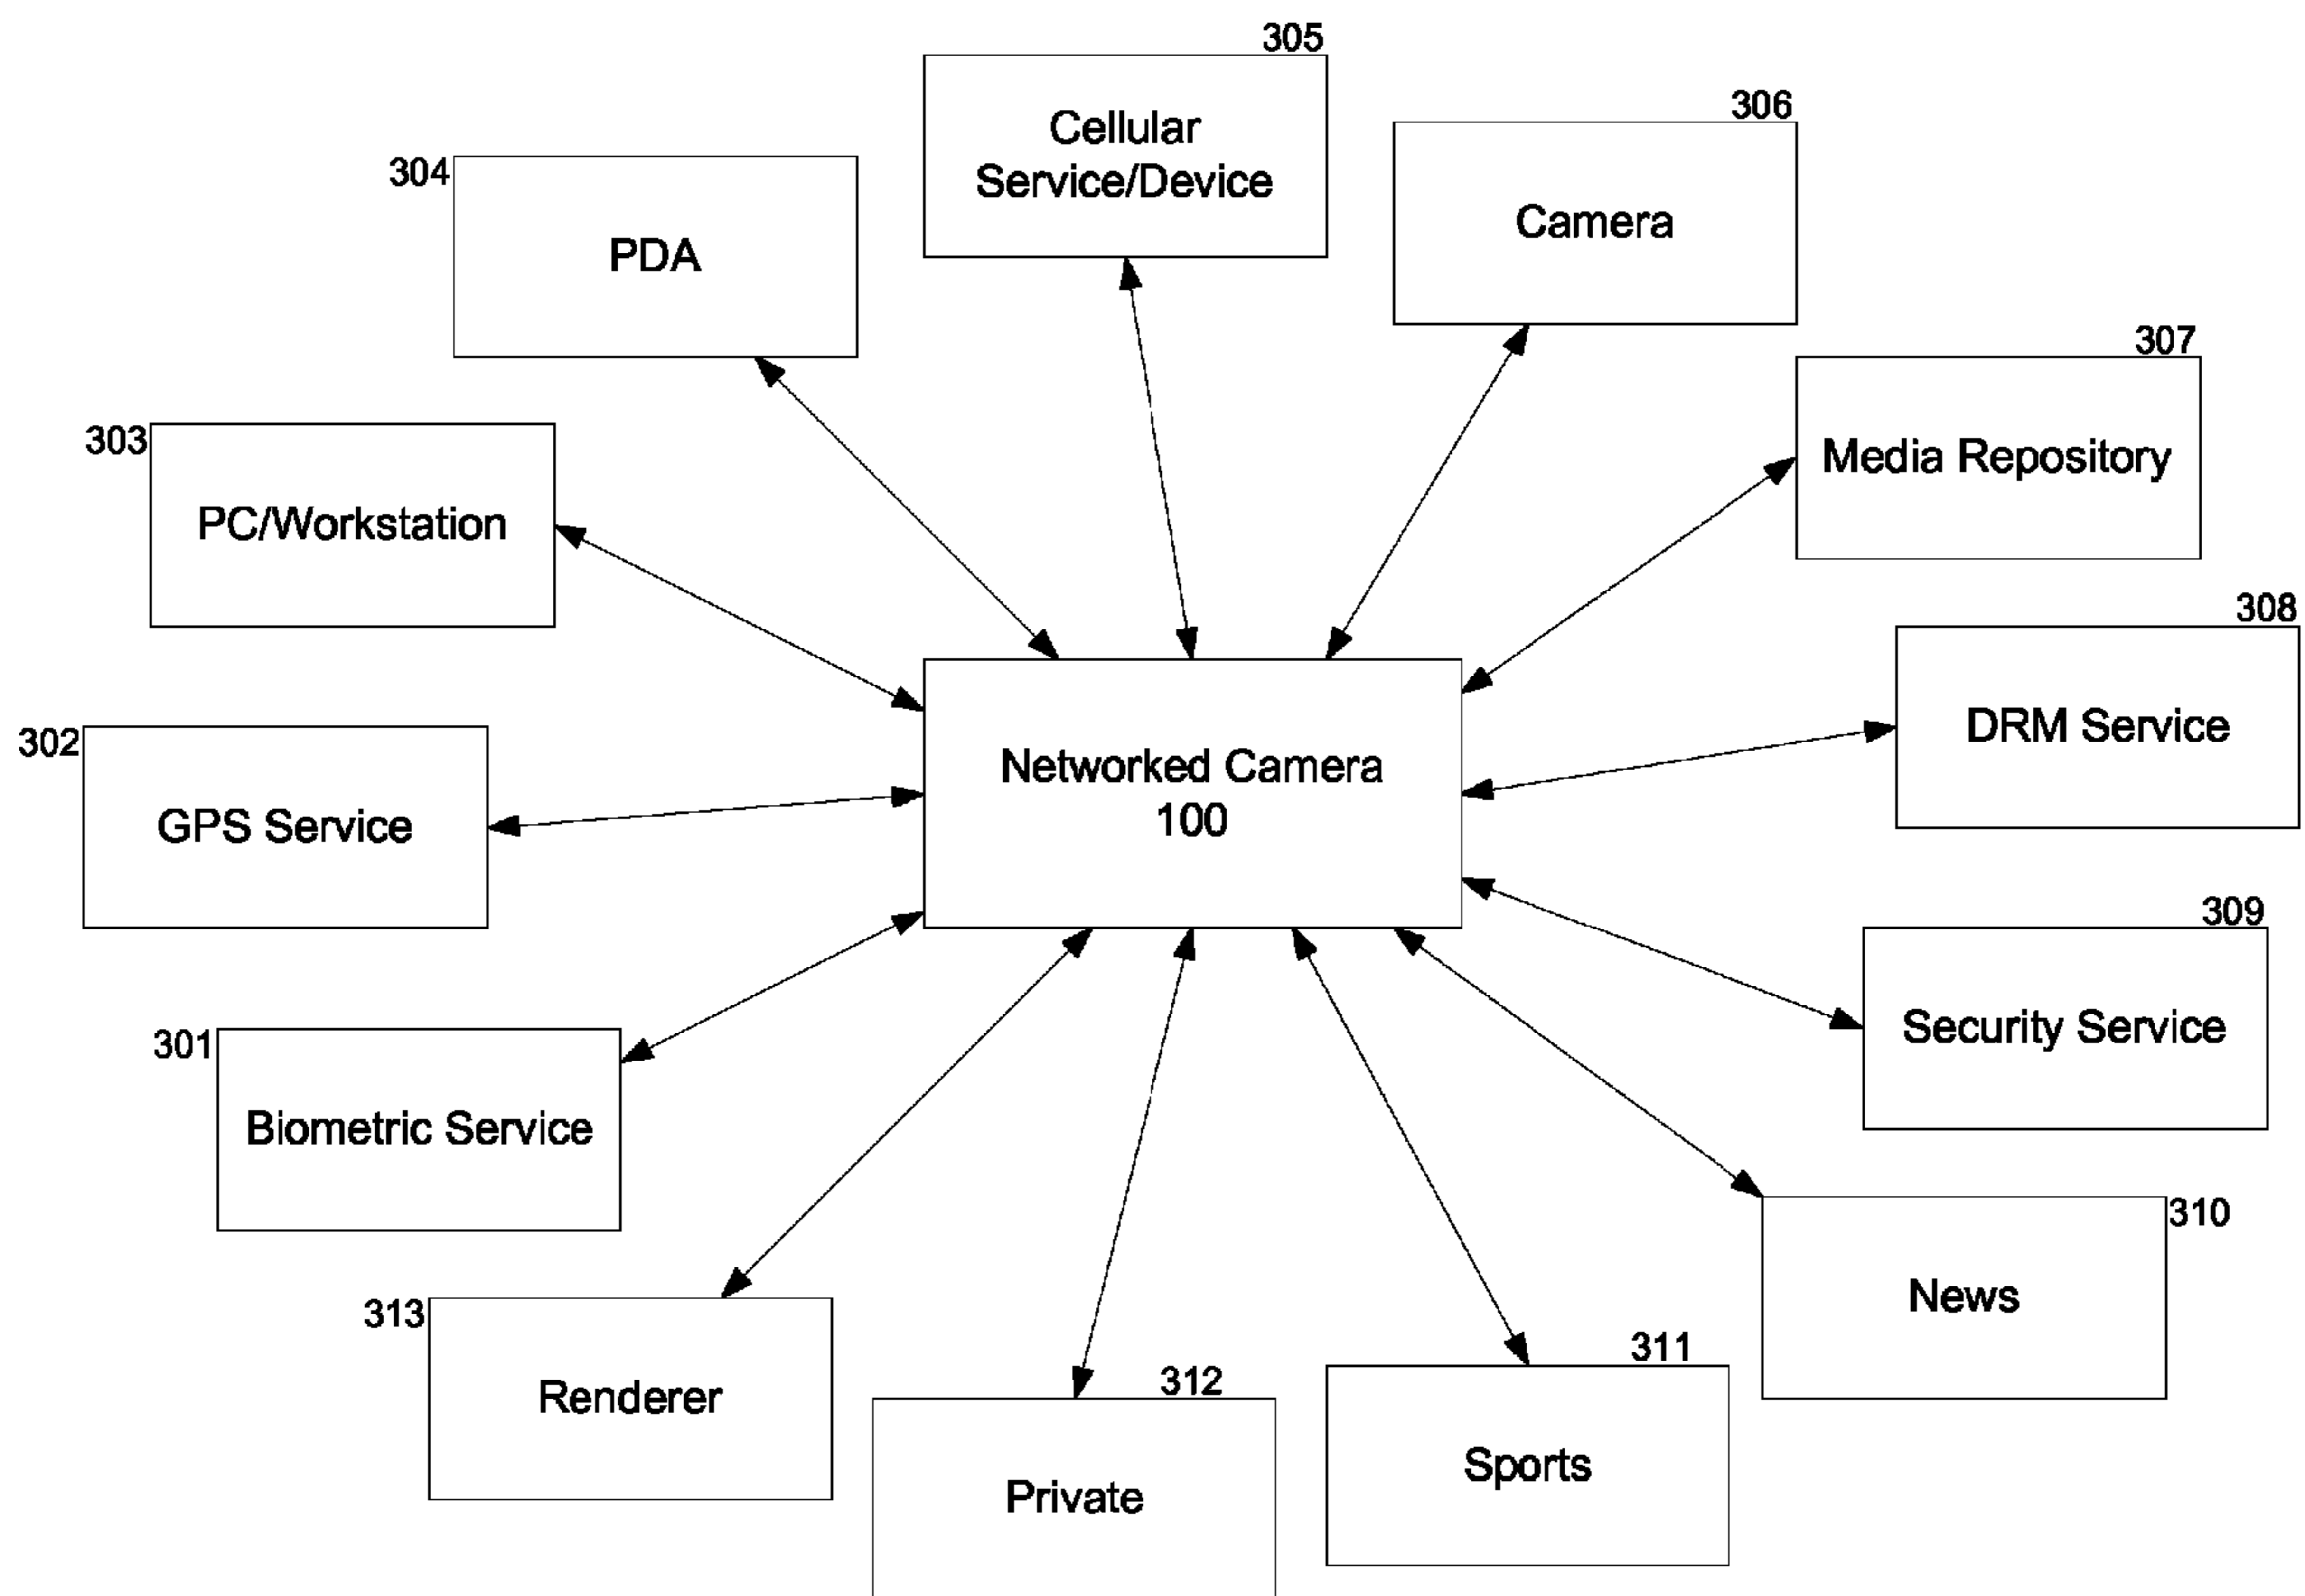 305
Cellular
Service/Device
306
Camera
304
PDA
307
Media Repository
303
PC/Workstation
308
DRM Service
Networked Camera
100
302
GPS Service
309
Security Service
301
Biometric Service
310
News
313
Renderer
311
Sports
312
Private